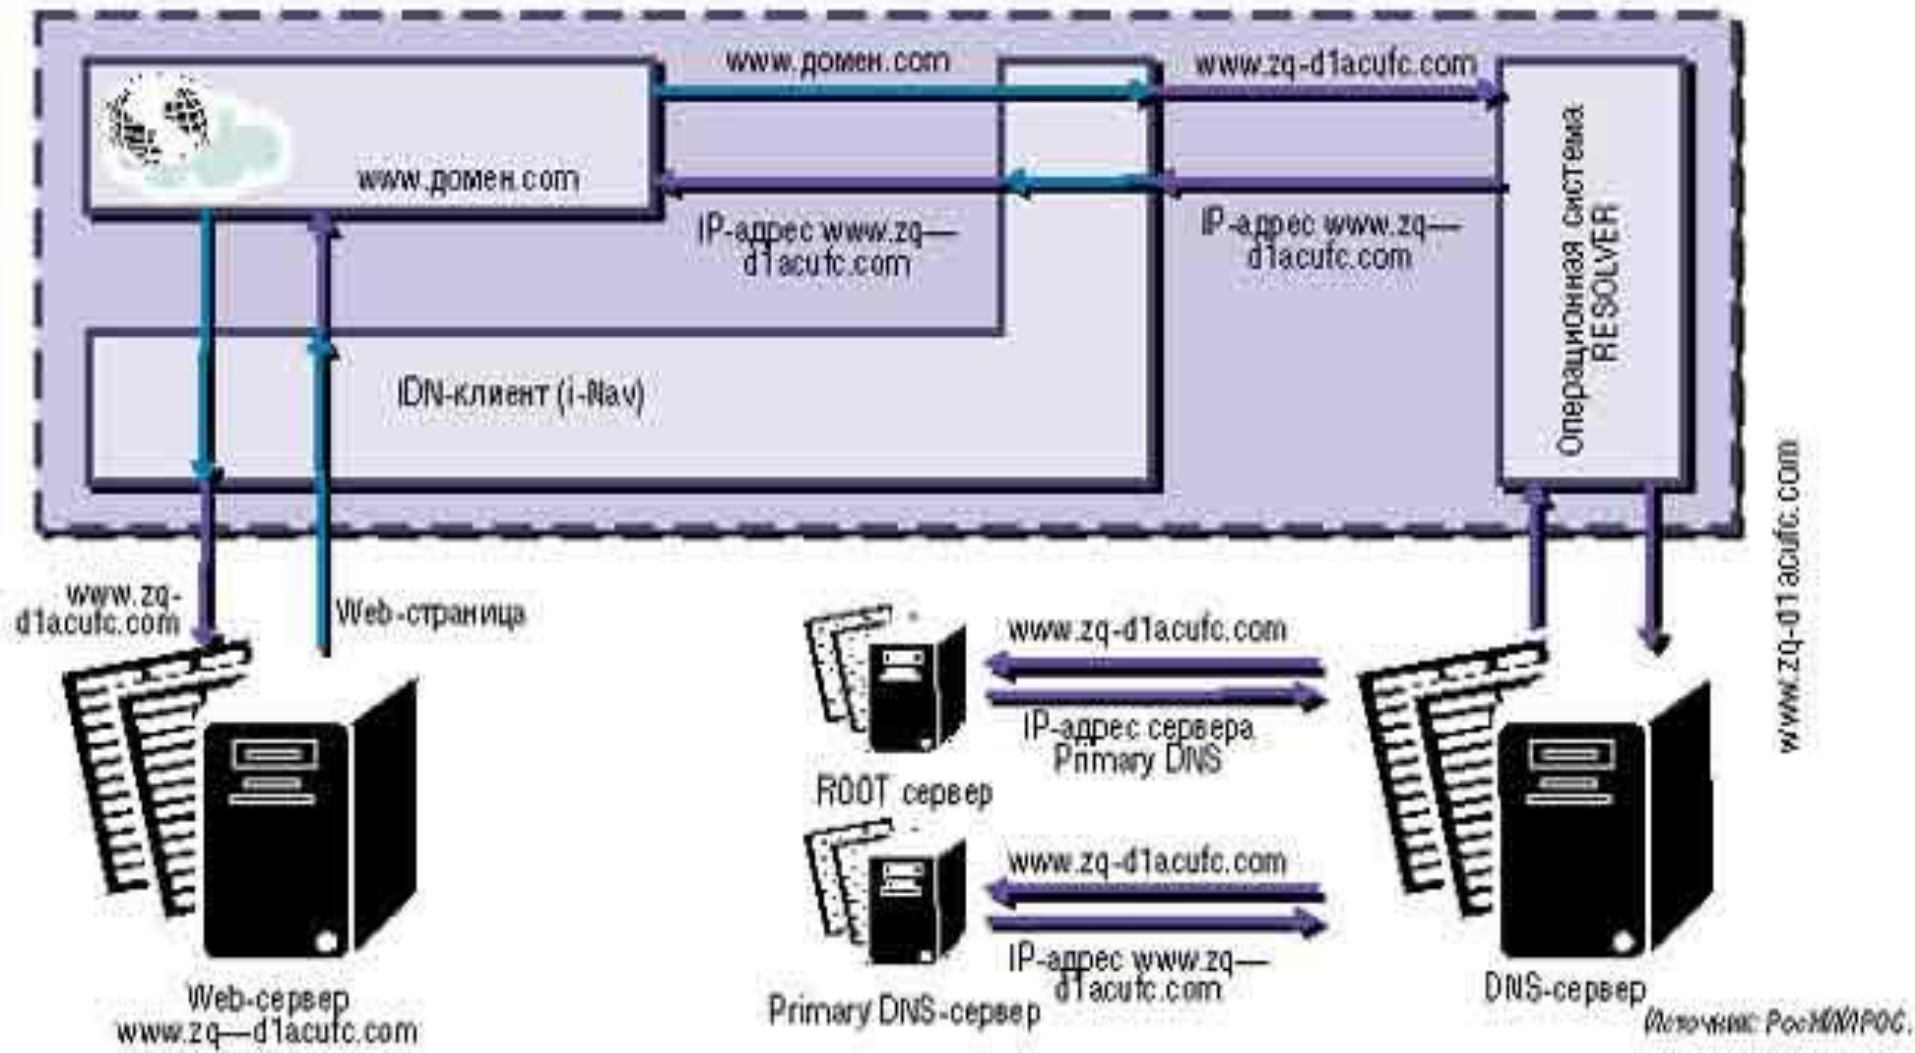 www.домен.com
www.zq-d1acufc.com
www.домен.com
IP-адрес www.zq—
d1acufc.com
IP-адрес www.zq—
d1acufc.com
Операционная система
RESOLVER
IDN-клиент (i-Nav)
www.zq-d1acufc.com
www.zq-
d1acufc.com
Web-страница
www.zq-d1acufc.com
IP-адрес сервера
Primary DNS
ROOT сервер
www.zq-d1acufc.com
IP-адрес www.zq—
d1acufc.com
Primary DNS-сервер
DNS-сервер
Web-сервер
www.zq—d1acufc.com
Источник: